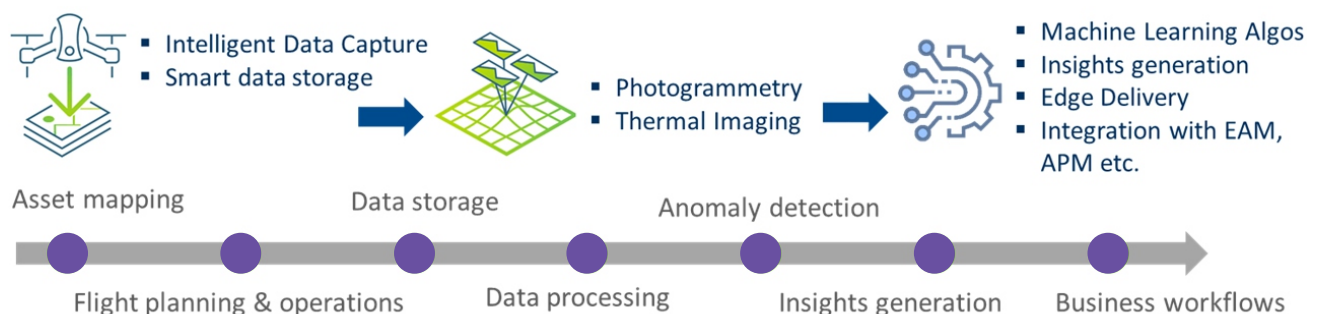 ▪ Intelligent Data Capture
▪ Smart data storage
▪ Photogrammetry
▪ Thermal Imaging
▪ Machine Learning Algos
▪ Insights generation
▪ Edge Delivery
▪ Integration with EAM,
APM etc.
Asset mapping
Flight planning & operations
Data storage
Data processing
Anomaly detection
Insights generation
Business workflows